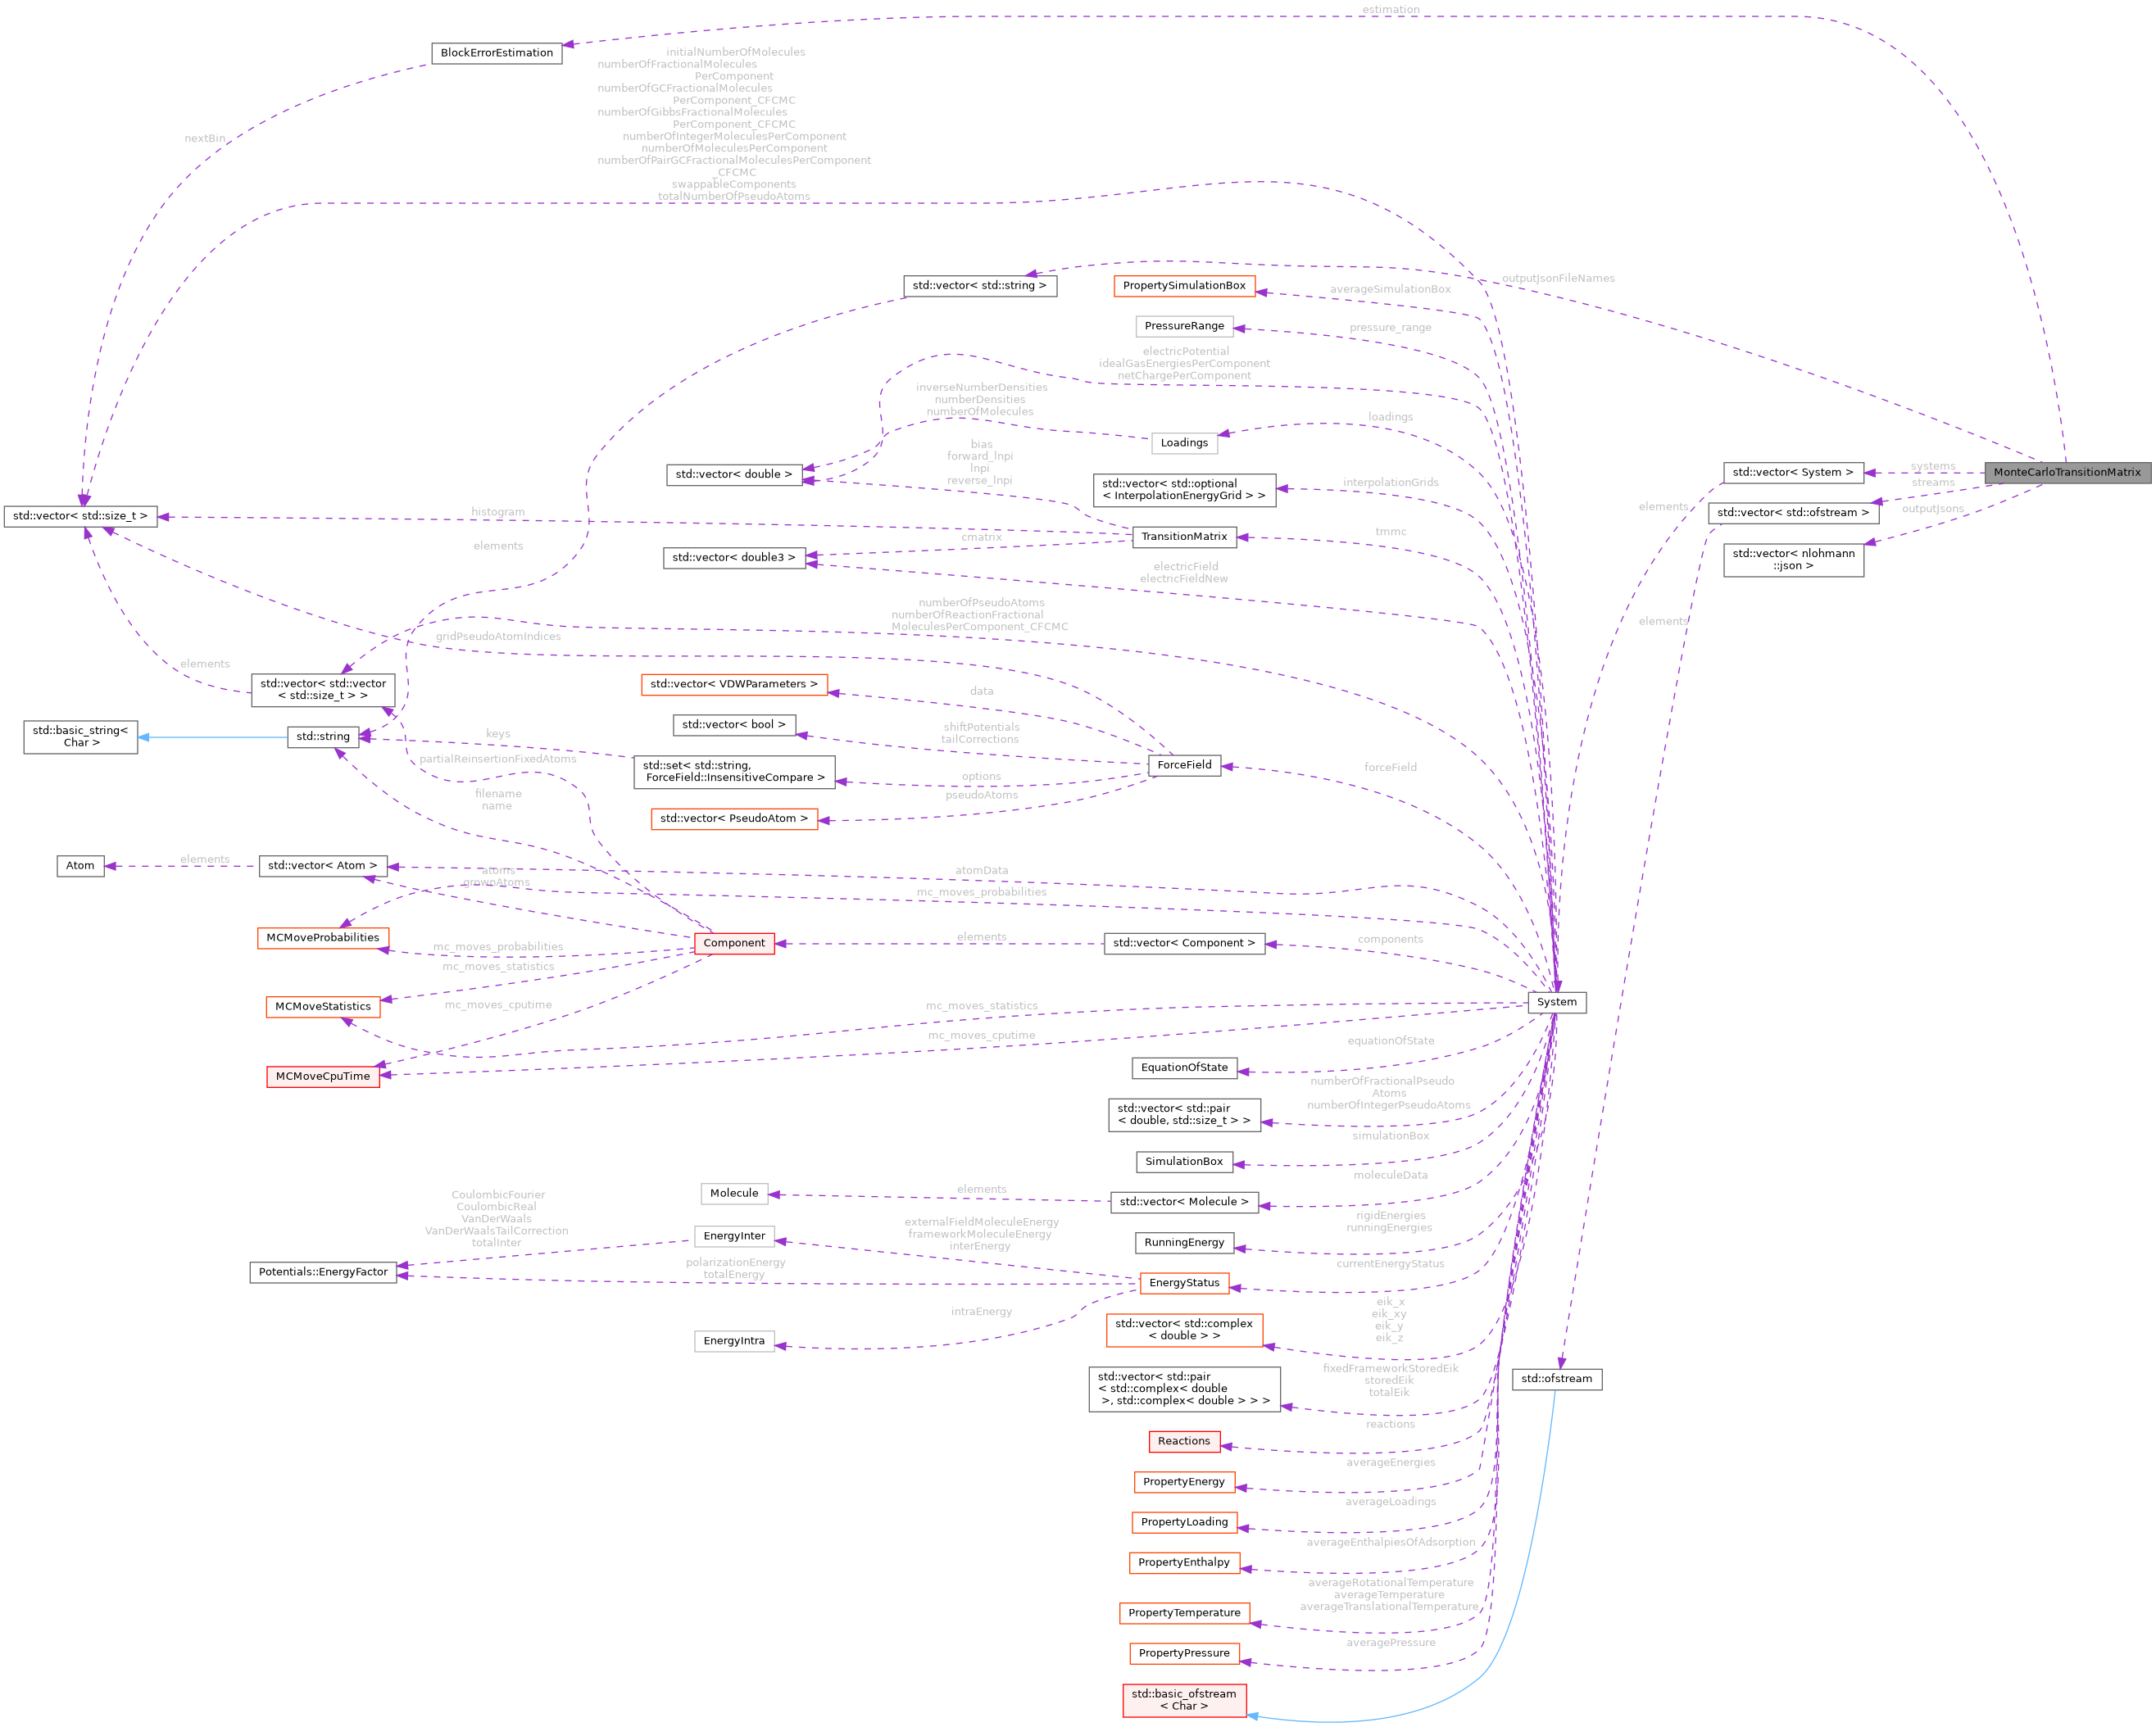 estimation
BlockErrorEstimation
initialNumberOfMolecules
numberOfFractionalMolecules
PerComponent
numberOfGCFractionalMolecules
PerComponent_CFCMC
numberOfGibbsFractionalMolecules
PerComponent_CFCMC
numberOfIntegerMoleculesPerComponent
numberOfMoleculesPerComponent
numberOfPairGCFractionalMoleculesPerComponent
_CFCMC
swappableComponents
totalNumberOfPseudoAtoms
nextBin
std::vector< std::string >
outputJsonFileNames
PropertySimulationBox
averageSimulationBox
PressureRange
pressure_range
electricPotential
idealGasEnergiesPerComponent
netChargePerComponent
inverseNumberDensities
numberDensities
numberOfMolecules
Loadings
loadings
bias
forward_lnpi
lnpi
reverse_lnpi
std::vector< double >
std::vector< std::optional
< InterpolationEnergyGrid > >
interpolationGrids
std::vector< System >
systems
MonteCarloTransitionMatrix
streams
std::vector< std::ofstream >
outputJsons
elements
std::vector< std::size_t >
histogram
TransitionMatrix
tmmc
cmatrix
std::vector< double3 >
elements
std::vector< nlohmann
::json >
electricField
electricFieldNew
numberOfPseudoAtoms
numberOfReactionFractional
MoleculesPerComponent_CFCMC
elements
gridPseudoAtomIndices
elements
std::vector< std::vector
< std::size_t > >
std::vector< VDWParameters >
data
std::vector< bool >
shiftPotentials
tailCorrections
std::basic_string<
Char >
std::string
keys
partialReinsertionFixedAtoms
std::set< std::string,
ForceField::InsensitiveCompare >
options
ForceField
forceField
filename
name
pseudoAtoms
std::vector< PseudoAtom >
Atom
elements
std::vector< Atom >
atoms
grownAtoms
atomData
mc_moves_probabilities
MCMoveProbabilities
mc_moves_probabilities
Component
elements
std::vector< Component >
components
mc_moves_statistics
MCMoveStatistics
mc_moves_cputime
mc_moves_statistics
System
mc_moves_cputime
MCMoveCpuTime
EquationOfState
equationOfState
numberOfFractionalPseudo
Atoms
numberOfIntegerPseudoAtoms
std::vector< std::pair
< double, std::size_t > >
simulationBox
SimulationBox
moleculeData
Molecule
elements
std::vector< Molecule >
CoulombicFourier
CoulombicReal
VanDerWaals
VanDerWaalsTailCorrection
totalInter
EnergyInter
externalFieldMoleculeEnergy
frameworkMoleculeEnergy
interEnergy
RunningEnergy
rigidEnergies
runningEnergies
Potentials::EnergyFactor
polarizationEnergy
totalEnergy
EnergyStatus
currentEnergyStatus
intraEnergy
EnergyIntra
std::vector< std::complex
< double > >
eik_x
eik_xy
eik_y
eik_z
std::vector< std::pair
< std::complex< double
>, std::complex< double > > >
fixedFrameworkStoredEik
storedEik
totalEik
std::ofstream
Reactions
reactions
PropertyEnergy
averageEnergies
PropertyLoading
averageLoadings
PropertyEnthalpy
averageEnthalpiesOfAdsorption
PropertyTemperature
averageRotationalTemperature
averageTemperature
averageTranslationalTemperature
PropertyPressure
averagePressure
std::basic_ofstream
< Char >